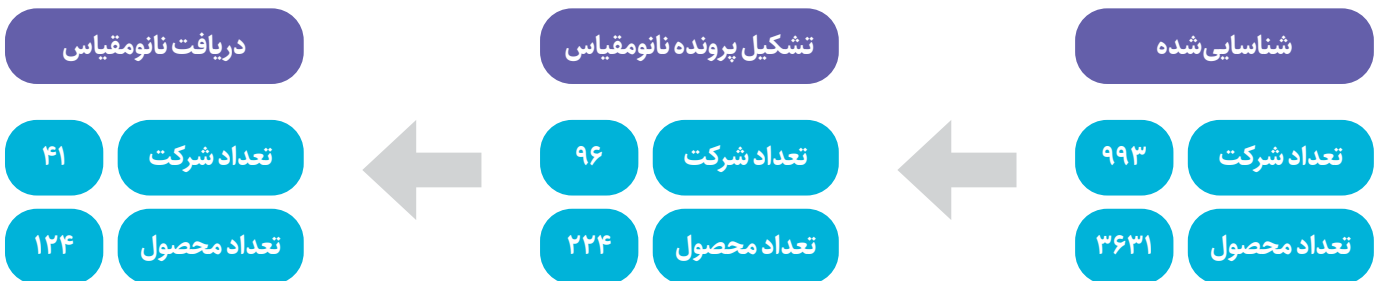 شناسایی‌شده
تعداد شرکت ۹۹۳
تعداد محصول ۳۶۳۱
تشکیل پرونده نانومقیاس
تعداد شرکت ۹۶
تعداد محصول ۲۲۴
دریافت نانومقیاس
تعداد شرکت ۴۱
تعداد محصول ۱۲۴